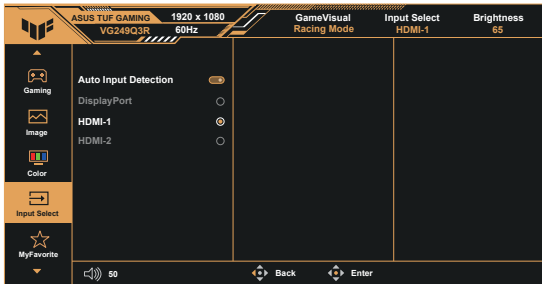 ASUS TUF GAMING 1920 x 1080
VG249Q3R 60Hz
GameVisual
Racing Mode
Input Select
HDMI-1
Brightness
65
Gaming
Image
Color
Input Select
MyFavorite
Auto Input Detection
DisplayPort
HDMI-1
HDMI-2
50
Back
Enter